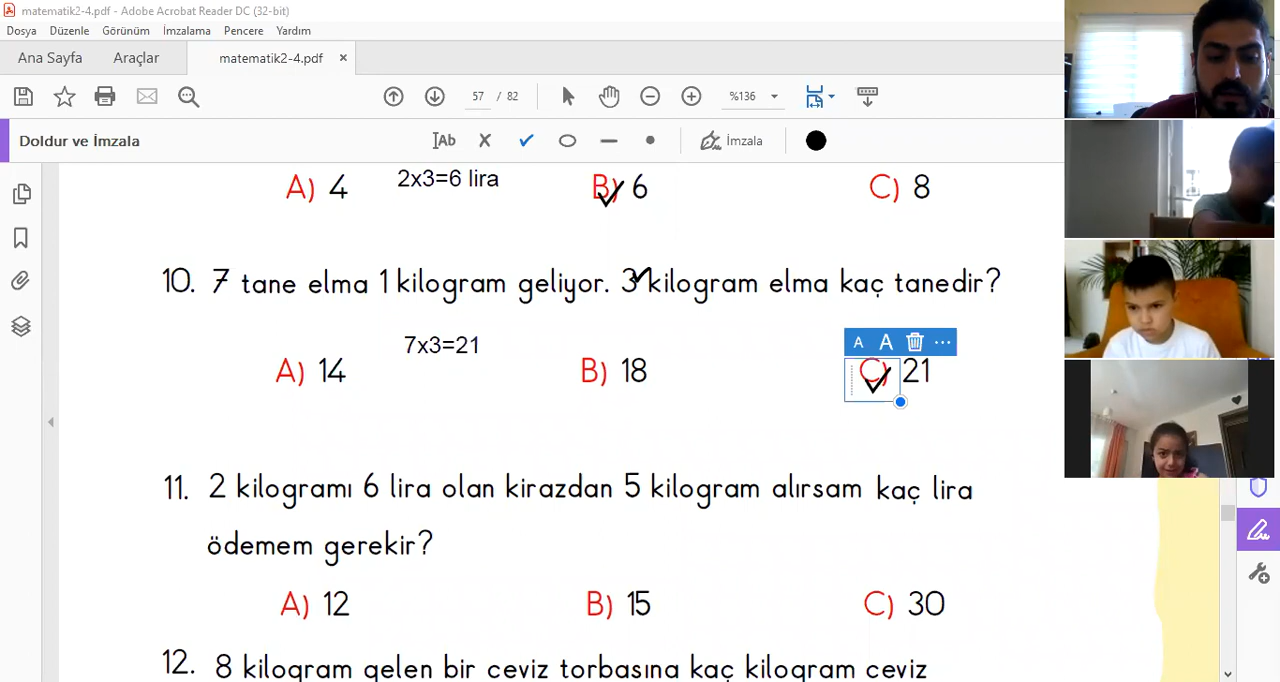 matematik2-4.pdf - Adobe Acrobat Reader DC (32-bit)
Dosya Düzenle Görünüm İmzalama Pencere Yardım
Ana Sayfa Araçlar matematik2-4.pdf ×
57 / 82 %136
Doldur ve İmzala Ab İmzala
A) 4 2x3=6 lira B) 6 C) 8
10. 7 tane elma 1 kilogram geliyor. 3 kilogram elma kaç tanedir?
7x3=21
A A
A) 14 B) 18 C) 21
11. 2 kilogramı 6 lira olan kirazdan 5 kilogram alırsam kaç lira
ödemem gerekir?
A) 12 B) 15 C) 30
12. 8 kilogram gelen bir ceviz torbasına kaç kilogram ceviz